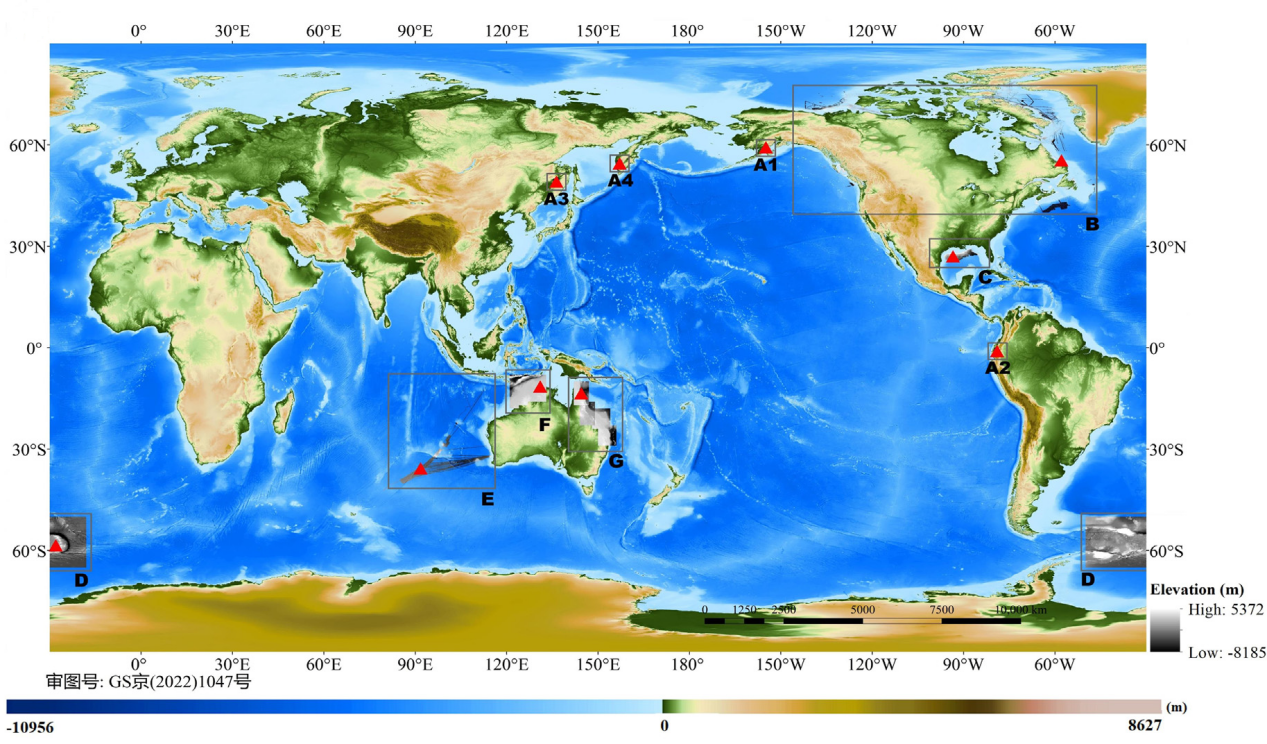 0° 30°E 60°E 90°E 120°E 150°E 180° 150°W 120°W 90°W 60°W
60°N 60°N
A1
A4
A3
B
30°N 30°N
C
0° 0°
A2
F
30°S 30°S
G
E
60°S 60°S
D D
Elevation (m)
High: 5372
Low: -8185
0 1250 2500 5000 7500 10,000 km
0° 30°E 60°E 90°E 120°E 150°E 180° 150°W 120°W 90°W 60°W
审图号: GS京(2022)1047号
(m)
-10956 0 8627